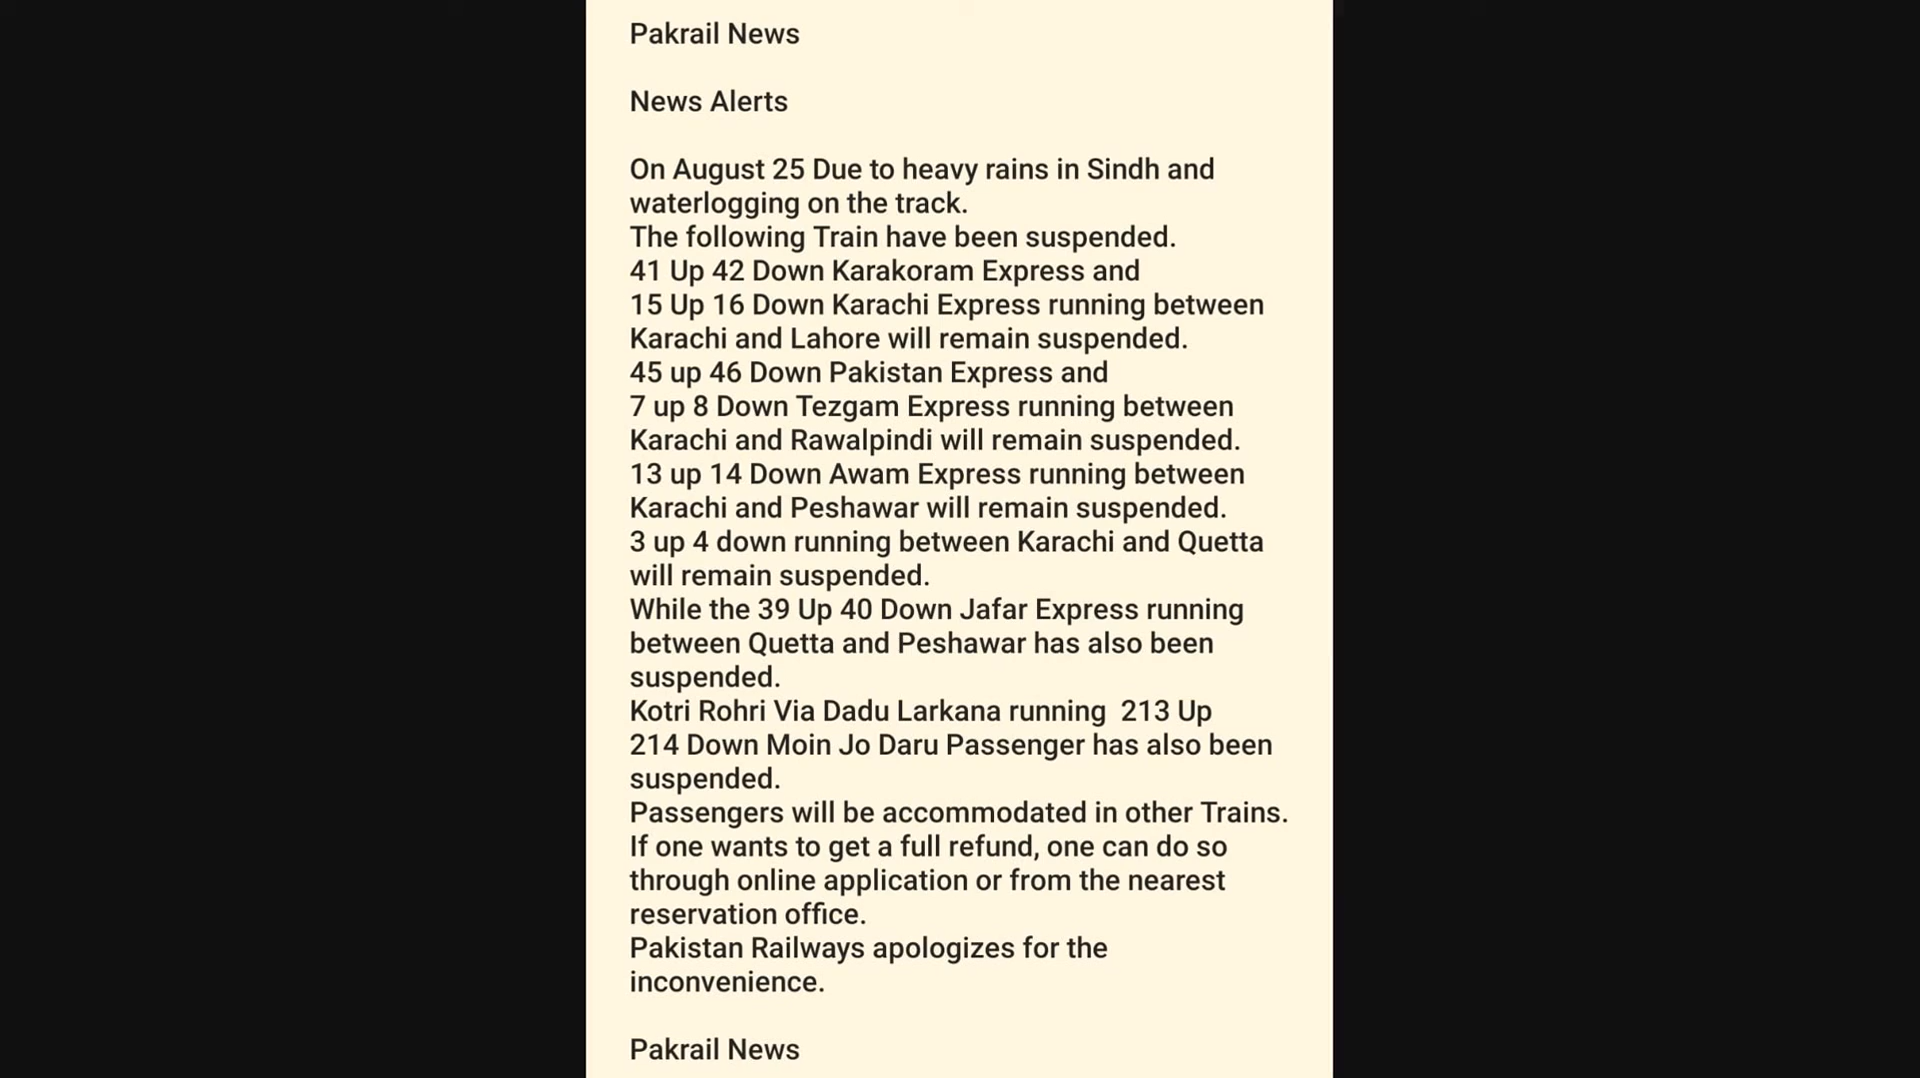 Pakrail News
News Alerts
On August 25 Due to heavy rains in Sindh and
waterlogging on the track.
The following Train have been suspended.
41 Up 42 Down Karakoram Express and
15 Up 16 Down Karachi Express running between
Karachi and Lahore will remain suspended.
45 up 46 Down Pakistan Express and
7 up 8 Down Tezgam Express running between
Karachi and Rawalpindi will remain suspended.
13 up 14 Down Awam Express running between
Karachi and Peshawar will remain suspended.
3 up 4 down running between Karachi and Quetta
will remain suspended.
While the 39 Up 40 Down Jafar Express running
between Quetta and Peshawar has also been
suspended.
Kotri Rohri Via Dadu Larkana running  213 Up
214 Down Moin Jo Daru Passenger has also been
suspended.
Passengers will be accommodated in other Trains.
If one wants to get a full refund, one can do so
through online application or from the nearest
reservation office.
Pakistan Railways apologizes for the
inconvenience.
Pakrail News